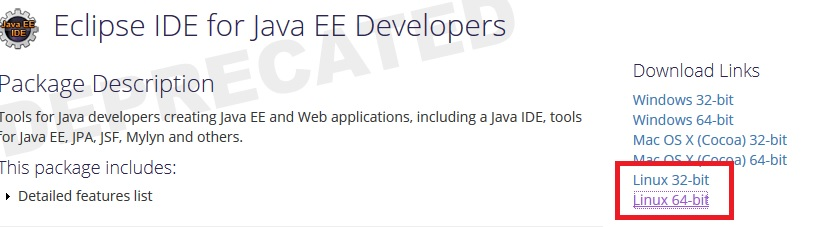 Java EE
IDE
Eclipse IDE for Java EE Developers
DEPRECATED
Package Description
Tools for Java developers creating Java EE and Web applications, including a Java IDE, tools
for Java EE, JPA, JSF, Mylyn and others.
This package includes:
Detailed features list
Download Links
Windows 32-bit
Windows 64-bit
Mac OS X (Cocoa) 32-bit
Mac OS X (Cocoa) 64-bit
Linux 32-bit
Linux 64-bit